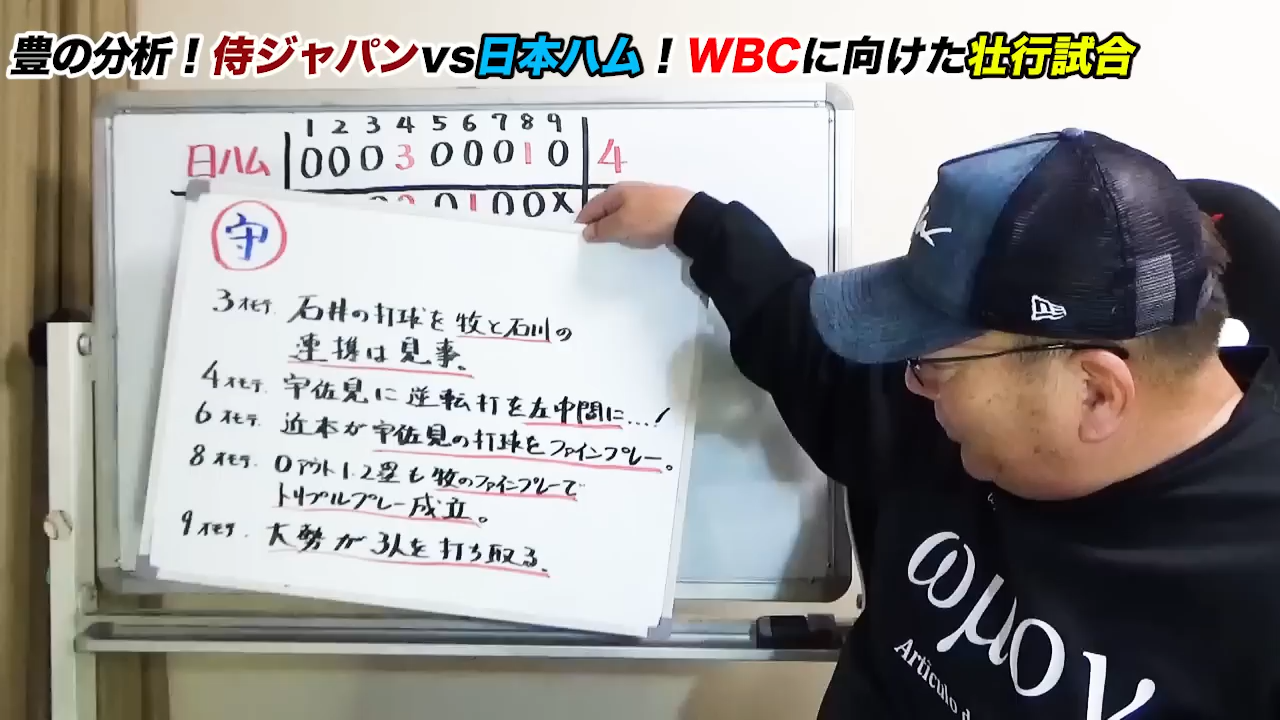 豊の分析！侍ジャパンvs日本ハム！WBCに向けた壮行試合
1 2 3 4 5 6 7 8 9
日ハム 0 0 0 3 0 0 0 1 0 4
0 1 0 0 X
守
3オモテ. 石井の打球を牧と石川の
連携は見事。
4オモテ. 宇佐見に逆転打を左中間に…！
6オモテ. 近本が宇佐見の打球をファインプレー。
8オモテ. 0アウト1.2塁も牧のファインプレーで
トリプルプレー成立。
9オモテ. 大勢が3人を打ち取る。
ωμογ
Artículo d